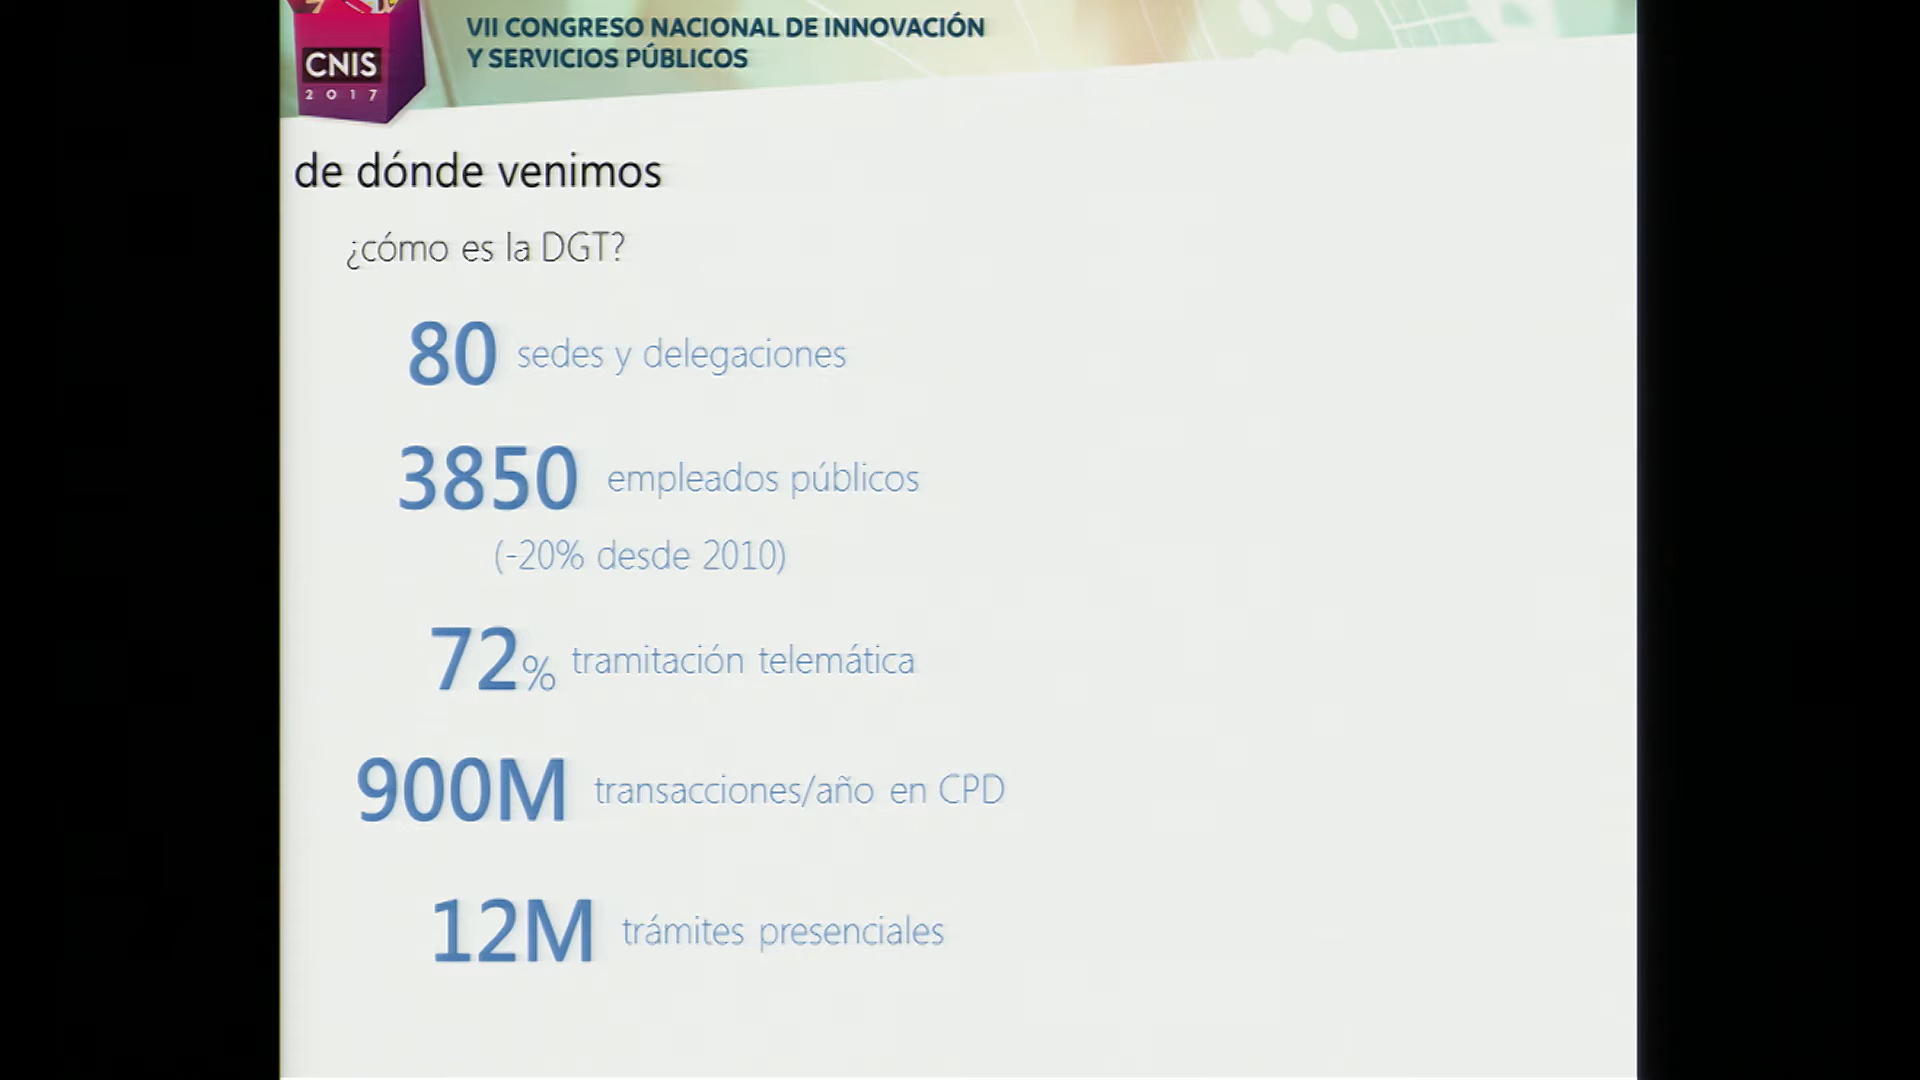 CNIS
2017
VII CONGRESO NACIONAL DE INNOVACIÓN
Y SERVICIOS PÚBLICOS
de dónde venimos
¿cómo es la DGT?
80 sedes y delegaciones
3850 empleados públicos
(-20% desde 2010)
72% tramitación telemática
900M transacciones/año en CPD
12M trámites presenciales